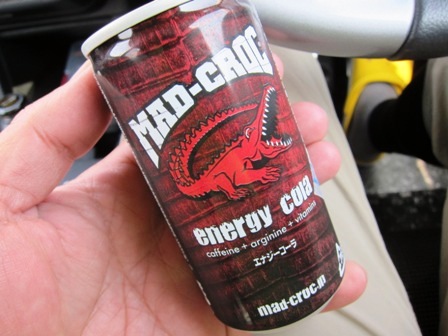 MAD-CROC
energy cola
caffeine + arginine + vitamins
エナジーコーラ
mad-croc.jp